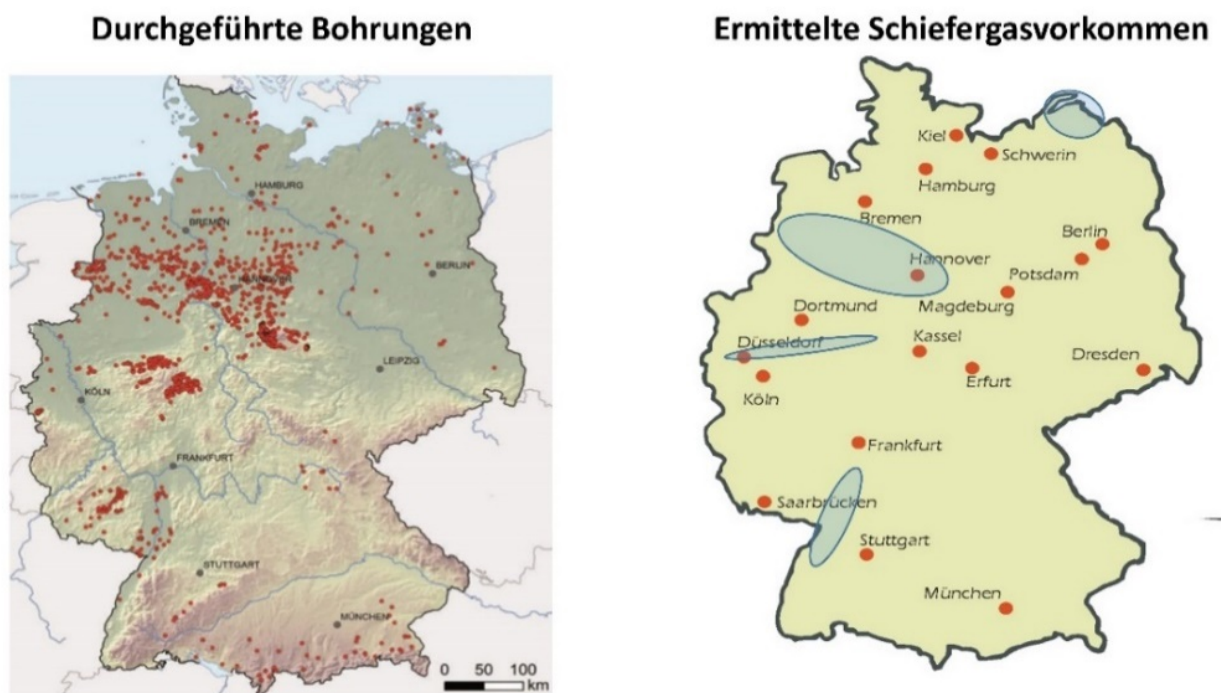 Durchgeführte Bohrungen
HAMBURG
BREMEN
BERLIN
LEIPZIG
KÖLN
FRANKFURT
STUTTGART
MÜNCHEN
0 50 100
km
Ermittelte Schiefergasvorkommen
Kiel
Schwerin
Hamburg
Bremen
Berlin
Hannover
Potsdam
Magdeburg
Dortmund
Düsseldorf
Kassel
Dresden
Erfurt
Köln
Frankfurt
Saarbrücken
Stuttgart
München